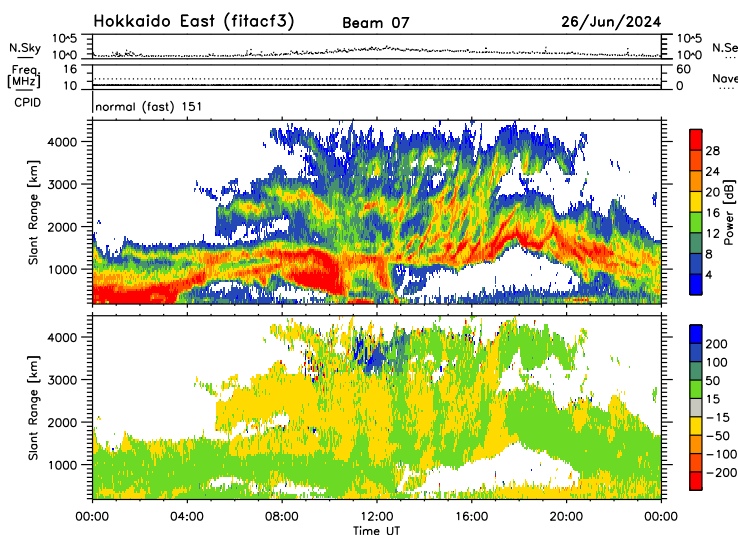 Hokkaido East (fitacf3) Beam 07 26/Jun/2024
N.Sky 10^5 10^0 10^5 10^0 N.Se
Freq. [MHz] 16 10 60 0 Nave
CPID normal (fast) 151
Slant Range [km] 4000 3000 2000 1000
Power [dB] 28 24 20 16 12 8 4
Slant Range [km] 4000 3000 2000 1000
200 100 50 15 -15 -50 -100 -200
00:00 04:00 08:00 12:00 16:00 20:00 00:00
Time UT